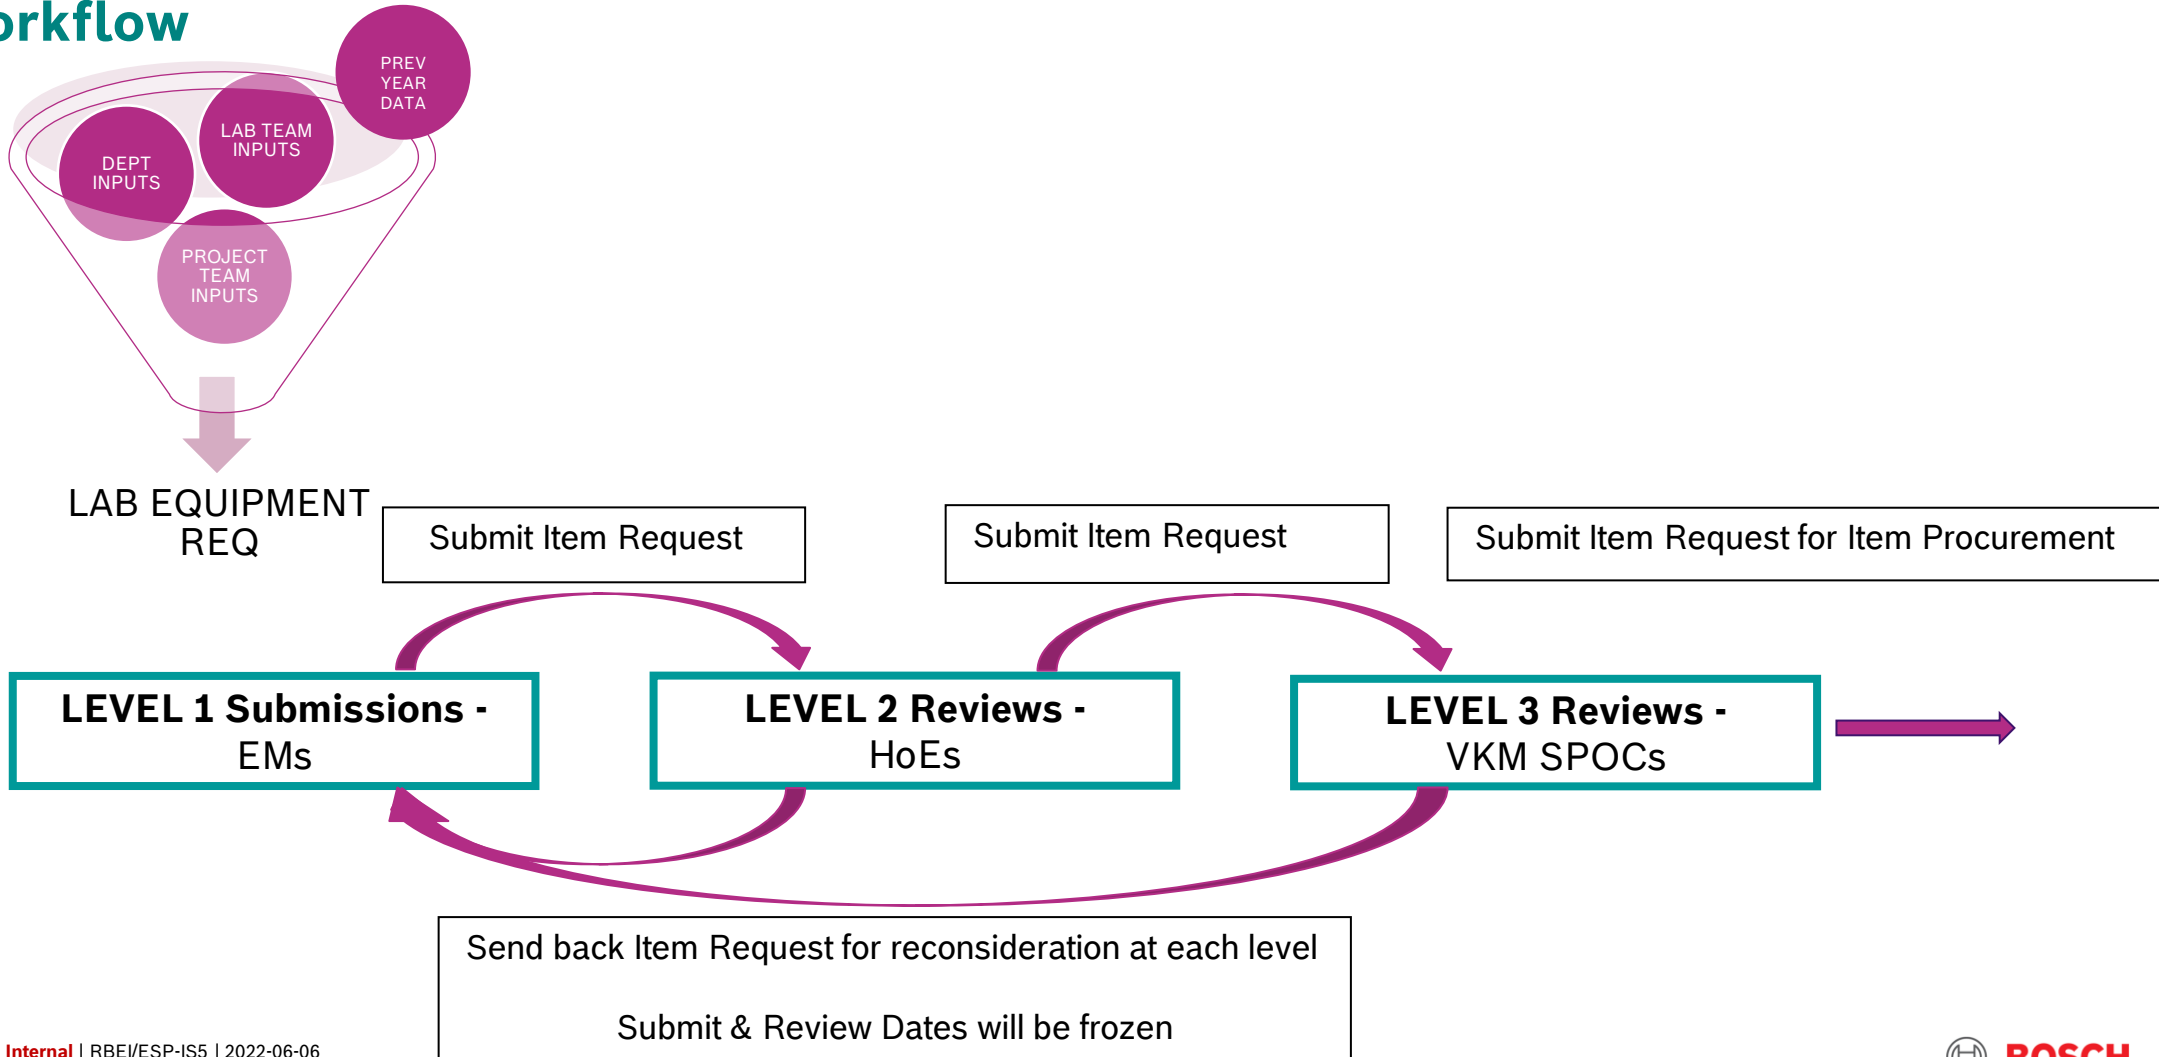 orkflow
PREV
YEAR
DATA
LAB TEAM
INPUTS
DEPT
INPUTS
PROJECT
TEAM
INPUTS
LAB EQUIPMENT
REQ
Submit Item Request
Submit Item Request
Submit Item Request for Item Procurement
LEVEL 1 Submissions -
EMs
LEVEL 2 Reviews -
HoEs
LEVEL 3 Reviews -
VKM SPOCs
Send back Item Request for reconsideration at each level
Submit & Review Dates will be frozen
Internal | RBEI/ESP-IS5 | 2022-06-06
BOSCH